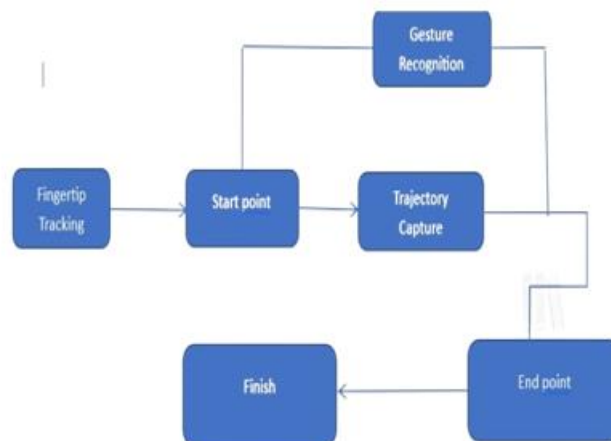 Gesture
Recognition
Fingertip
Tracking
Start point
Trajectory
Capture
Finish
End point